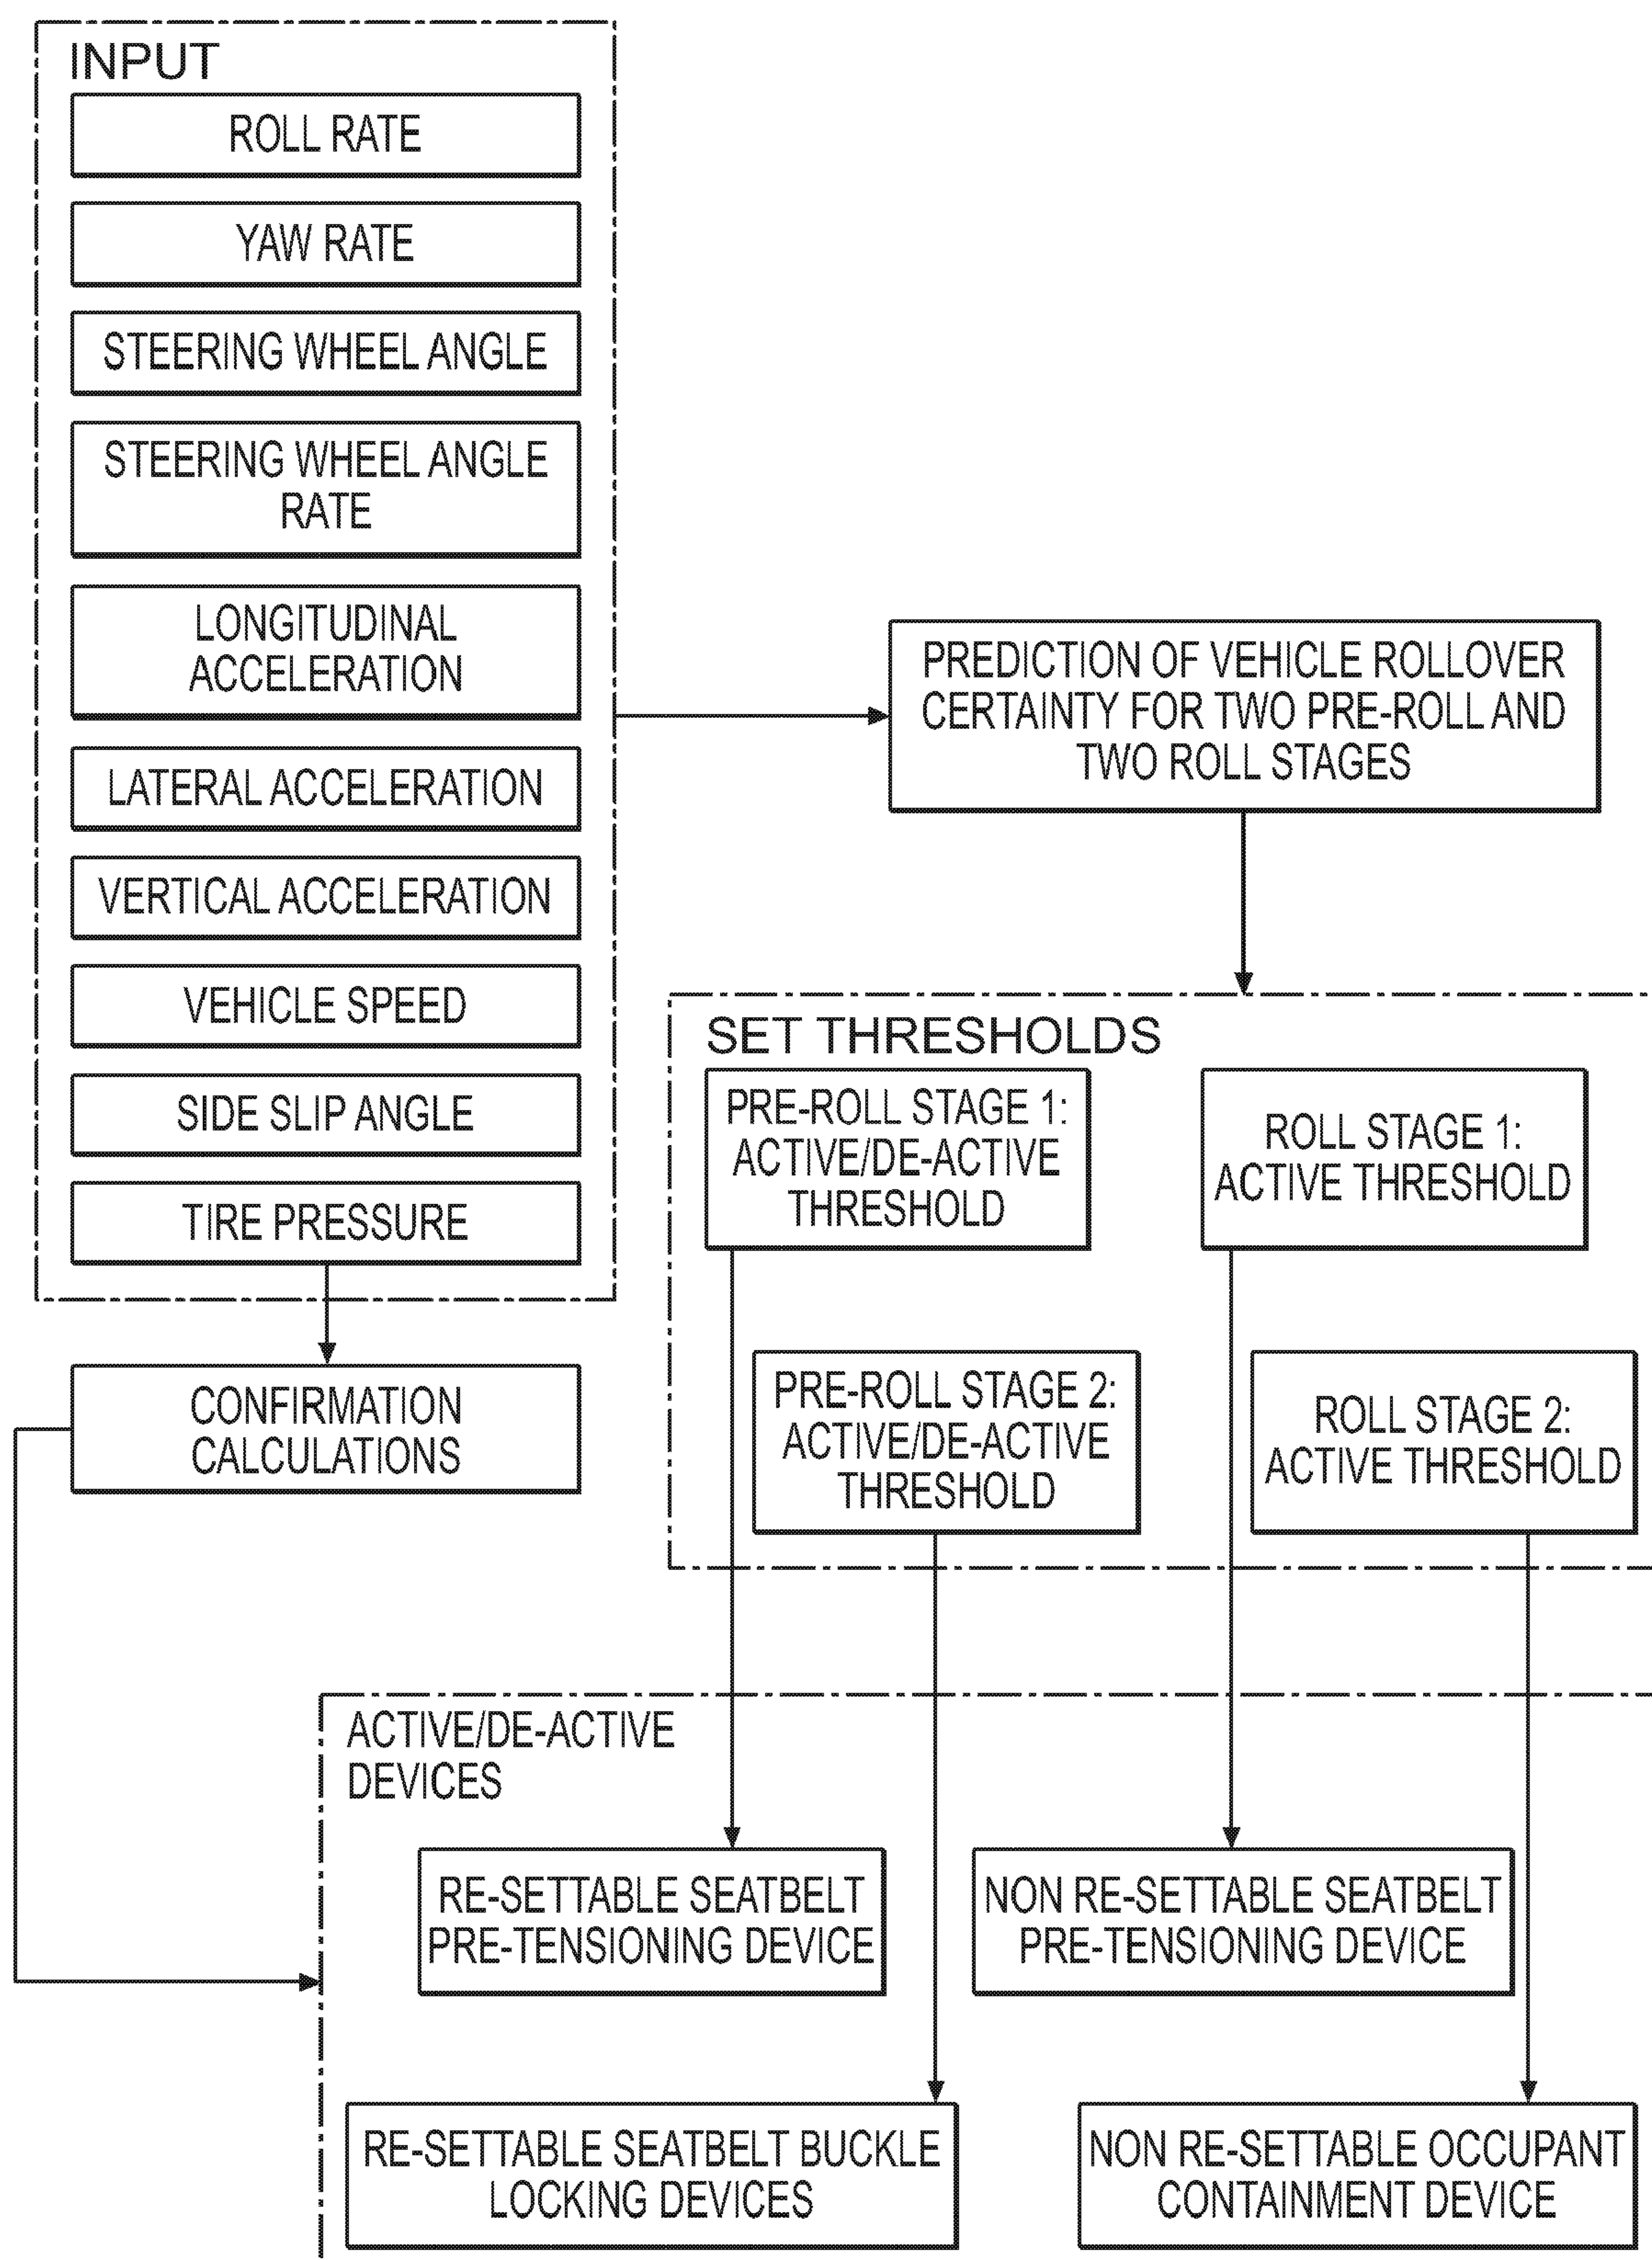 INPUT
ROLL RATE
YAW RATE
STEERING WHEEL ANGLE
STEERING WHEEL ANGLE
RATE
LONGITUDINAL
ACCELERATION
LATERAL ACCELERATION
VERTICAL ACCELERATION
VEHICLE SPEED
SIDE SLIP ANGLE
TIRE PRESSURE
CONFIRMATION
CALCULATIONS
PREDICTION OF VEHICLE ROLLOVER
CERTAINTY FOR TWO PRE-ROLL AND
TWO ROLL STAGES
SET THRESHOLDS
PRE-ROLL STAGE 1:
ACTIVE/DE-ACTIVE
THRESHOLD
ROLL STAGE 1:
ACTIVE THRESHOLD
PRE-ROLL STAGE 2:
ACTIVE/DE-ACTIVE
THRESHOLD
ROLL STAGE 2:
ACTIVE THRESHOLD
ACTIVE/DE-ACTIVE
DEVICES
RE-SETTABLE SEATBELT
PRE-TENSIONING DEVICE
NON RE-SETTABLE SEATBELT
PRE-TENSIONING DEVICE
RE-SETTABLE SEATBELT BUCKLE
LOCKING DEVICES
NON RE-SETTABLE OCCUPANT
CONTAINMENT DEVICE